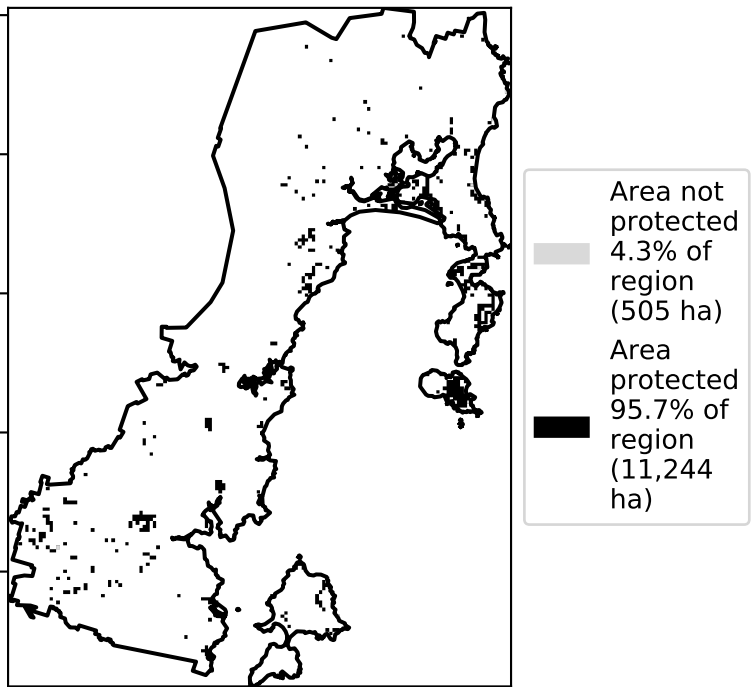 Area not
protected
4.3% of
region
(505 ha)
Area
protected
95.7% of
region
(11,244
ha)